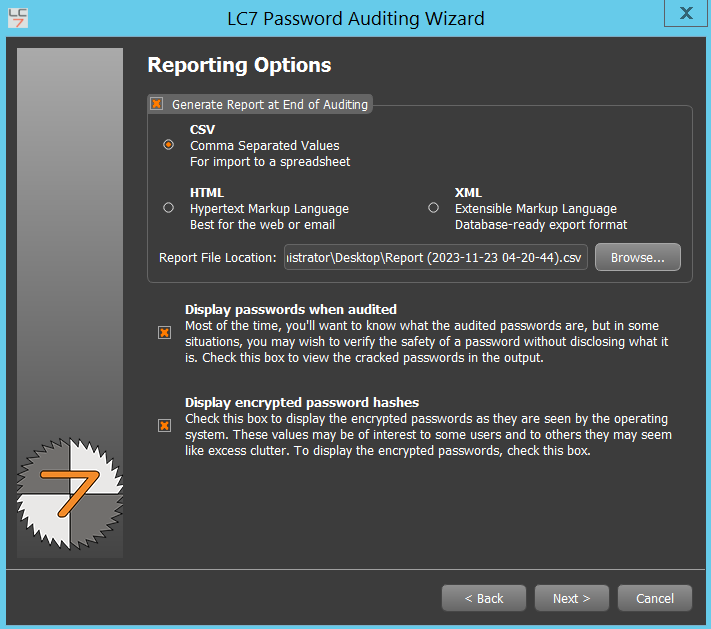 LC
7
LC7 Password Auditing Wizard
X
Reporting Options
Generate Report at End of Auditing
CSV
Comma Separated Values
For import to a spreadsheet
HTML
Hypertext Markup Language
Best for the web or email
XML
Extensible Markup Language
Database-ready export format
Report File Location: istrator\Desktop\Report (2023-11-23 04-20-44).csv Browse...
Display passwords when audited
Most of the time, you'll want to know what the audited passwords are, but in some
situations, you may wish to verify the safety of a password without disclosing what it
is. Check this box to view the cracked passwords in the output.
Display encrypted password hashes
Check this box to display the encrypted passwords as they are seen by the operating
system. These values may be of interest to some users and to others they may seem
like excess clutter. To display the encrypted passwords, check this box.
7
< Back Next > Cancel